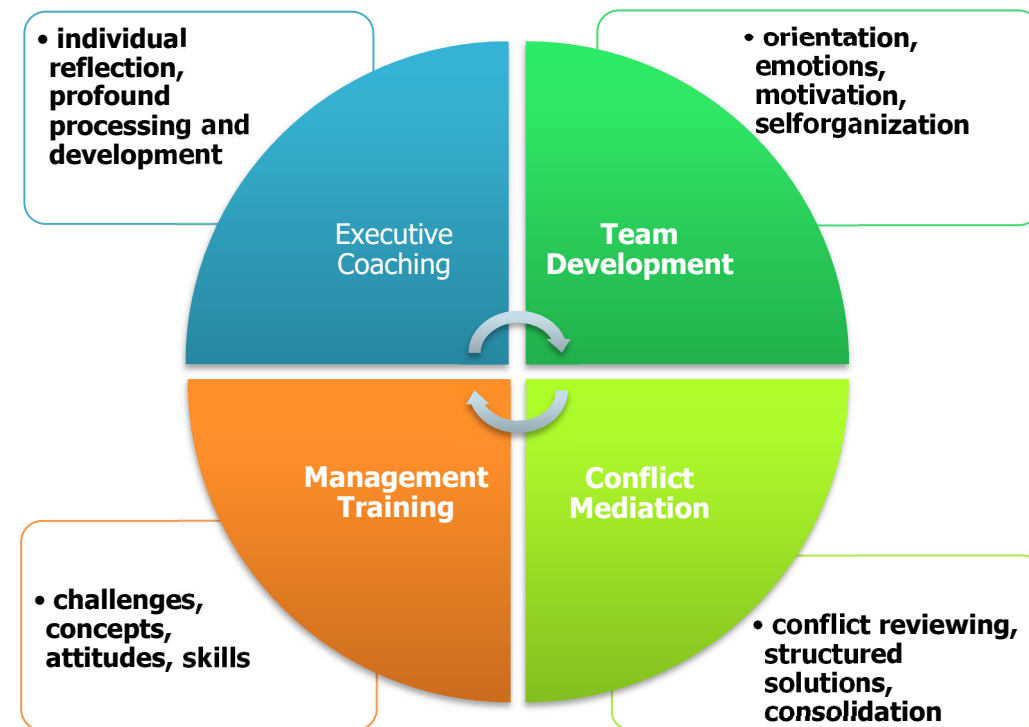 • individual
reflection,
profound
processing and
development
• orientation,
emotions,
motivation,
selforganization
Executive
Coaching
Team
Development
Management
Training
Conflict
Mediation
• challenges,
concepts,
attitudes, skills
• conflict reviewing,
structured
solutions,
consolidation